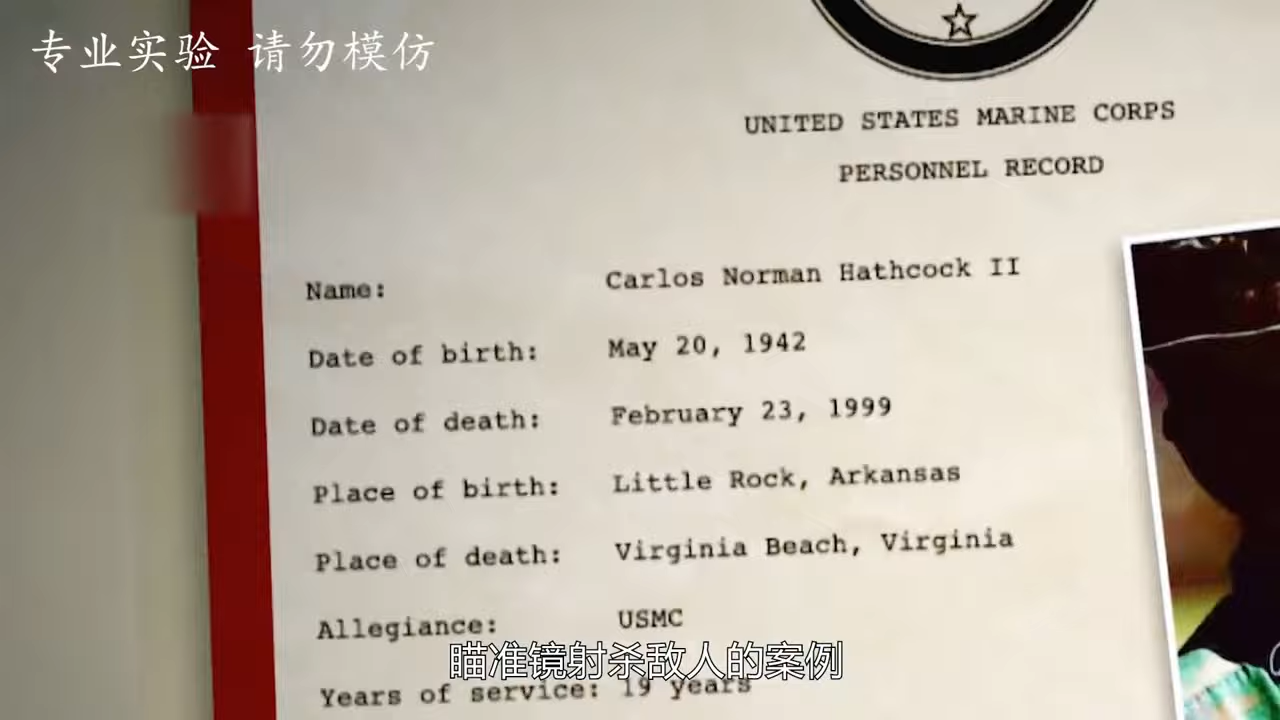 专业实验 请勿模仿
UNITED STATES MARINE CORPS
PERSONNEL RECORD
Name: Carlos Norman Hathcock II
Date of birth: May 20, 1942
Date of death: February 23, 1999
Place of birth: Little Rock, Arkansas
Place of death: Virginia Beach, Virginia
Allegiance: USMC
瞄准镜射杀敌人的案例
Years of service: 19 years